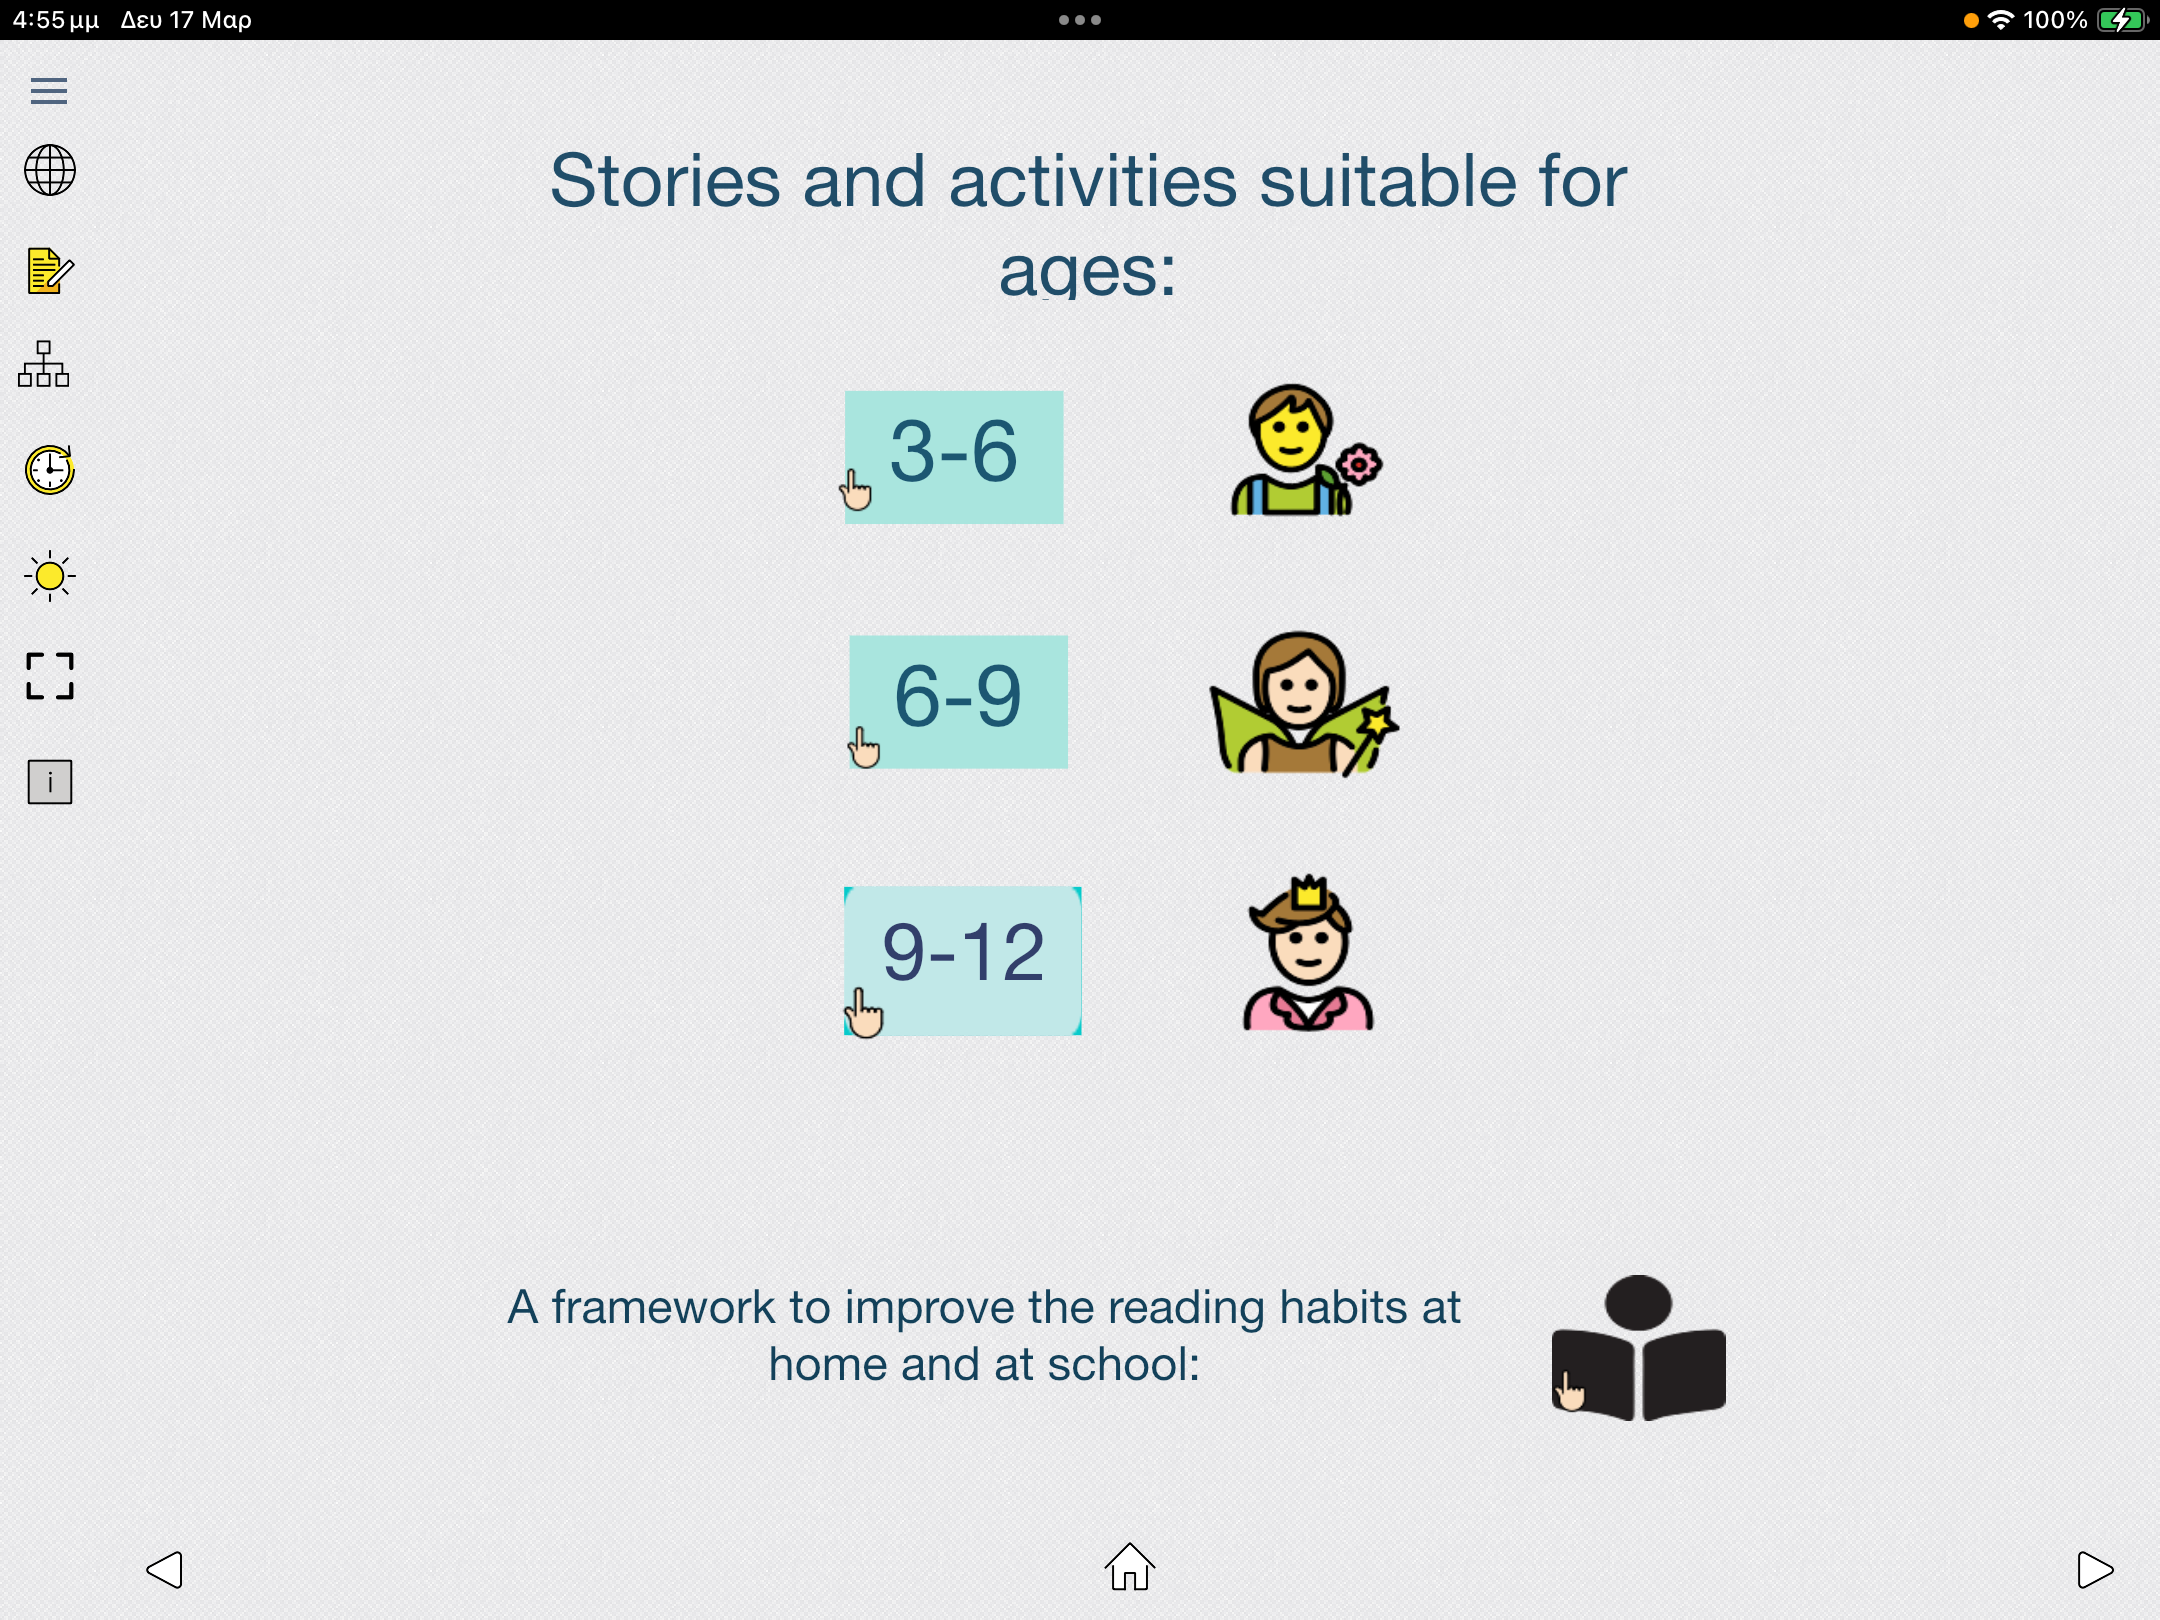 4:55 μμ Δευ 17 Μαρ
100%
Stories and activities suitable for
ages:
3-6
6-9
i
9-12
A framework to improve the reading habits at
home and at school: